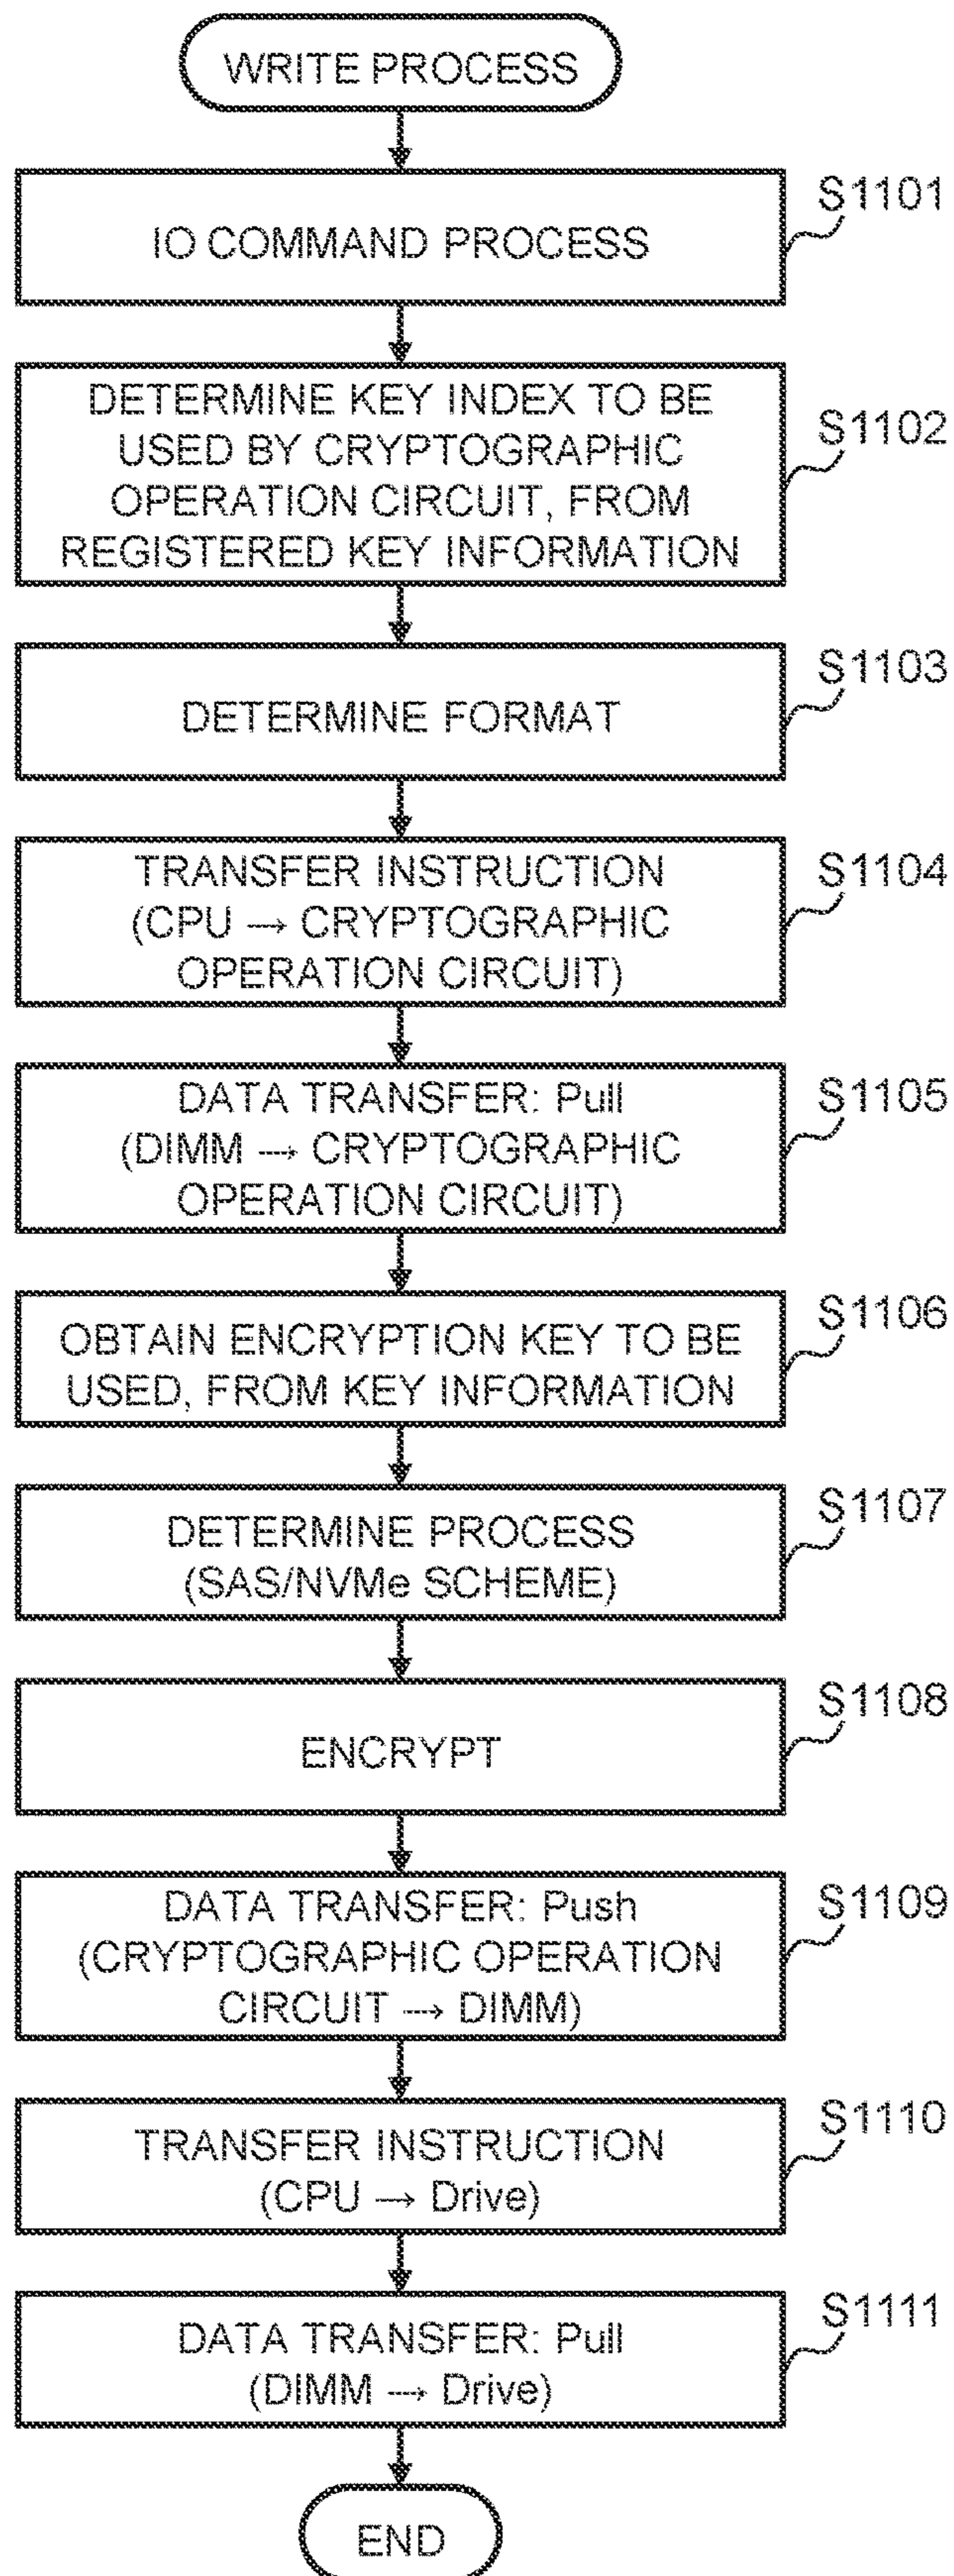 WRITE PROCESS
S1101
IO COMMAND PROCESS
S1102
DETERMINE KEY INDEX TO BE
USED BY CRYPTOGRAPHIC
OPERATION CIRCUIT, FROM
REGISTERED KEY INFORMATION
S1103
DETERMINE FORMAT
S1104
TRANSFER INSTRUCTION
(CPU → CRYPTOGRAPHIC
OPERATION CIRCUIT)
S1105
DATA TRANSFER: Pull
(DIMM → CRYPTOGRAPHIC
OPERATION CIRCUIT)
S1106
OBTAIN ENCRYPTION KEY TO BE
USED, FROM KEY INFORMATION
S1107
DETERMINE PROCESS
(SAS/NVMe SCHEME)
S1108
ENCRYPT
S1109
DATA TRANSFER: Push
(CRYPTOGRAPHIC OPERATION
CIRCUIT → DIMM)
S1110
TRANSFER INSTRUCTION
(CPU → Drive)
S1111
DATA TRANSFER: Pull
(DIMM → Drive)
END